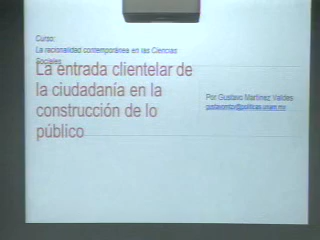 Curso:
La racionalidad contemporánea en las Ciencias
Sociales
La entrada clientelar de
la ciudadanía en la
construcción de lo
público
Por Gustavo Martínez Valdes